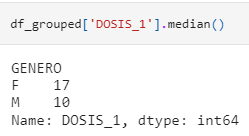 df_grouped['DOSIS_1'].median()
GENERO
F    17
M    10
Name: DOSIS_1, dtype: int64